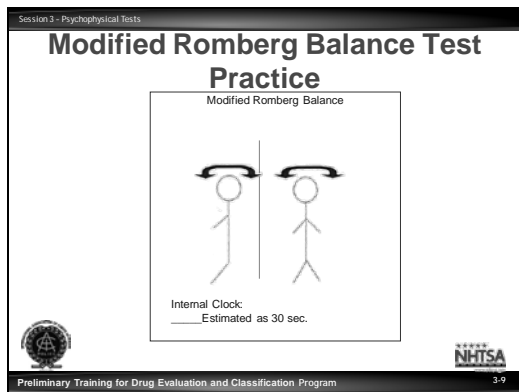 Session 3 – Psychophysical Tests
Modified Romberg Balance Test
Practice
Modified Romberg Balance
Internal Clock:
_____Estimated as 30 sec.
NHTSA
Preliminary Training for Drug Evaluation and Classification Program
3-9